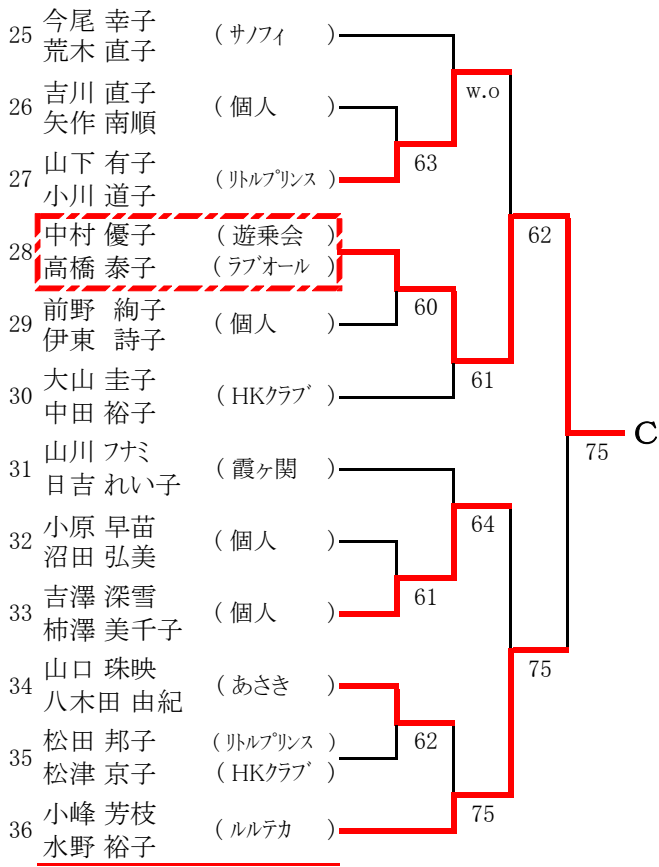 今尾 幸子
25 (サノフィ )
荒木 直子
w.o
吉川 直子
26 (個人 )
矢作 南順
63
山下 有子
27 (リトルプリンス )
小川 道子
中村 優子 (遊乗会 )
28
高橋 泰子 (ラブオール )
62
前野 絢子
29 (個人 )
伊東 詩子
60
61
大山 圭子
30 (HKクラブ )
中田 裕子
75 C
山川 フナミ
31 (霞ヶ関 )
日吉 れい子
64
小原 早苗
32 (個人 )
沼田 弘美
61
吉澤 深雪
33 (個人 )
柿澤 美千子
75
山口 珠映
34 (あさき )
八木田 由紀
62
松田 邦子 (リトルプリンス )
35
松津 京子 (HKクラブ )
75
小峰 芳枝
36 (ルルテカ )
水野 裕子